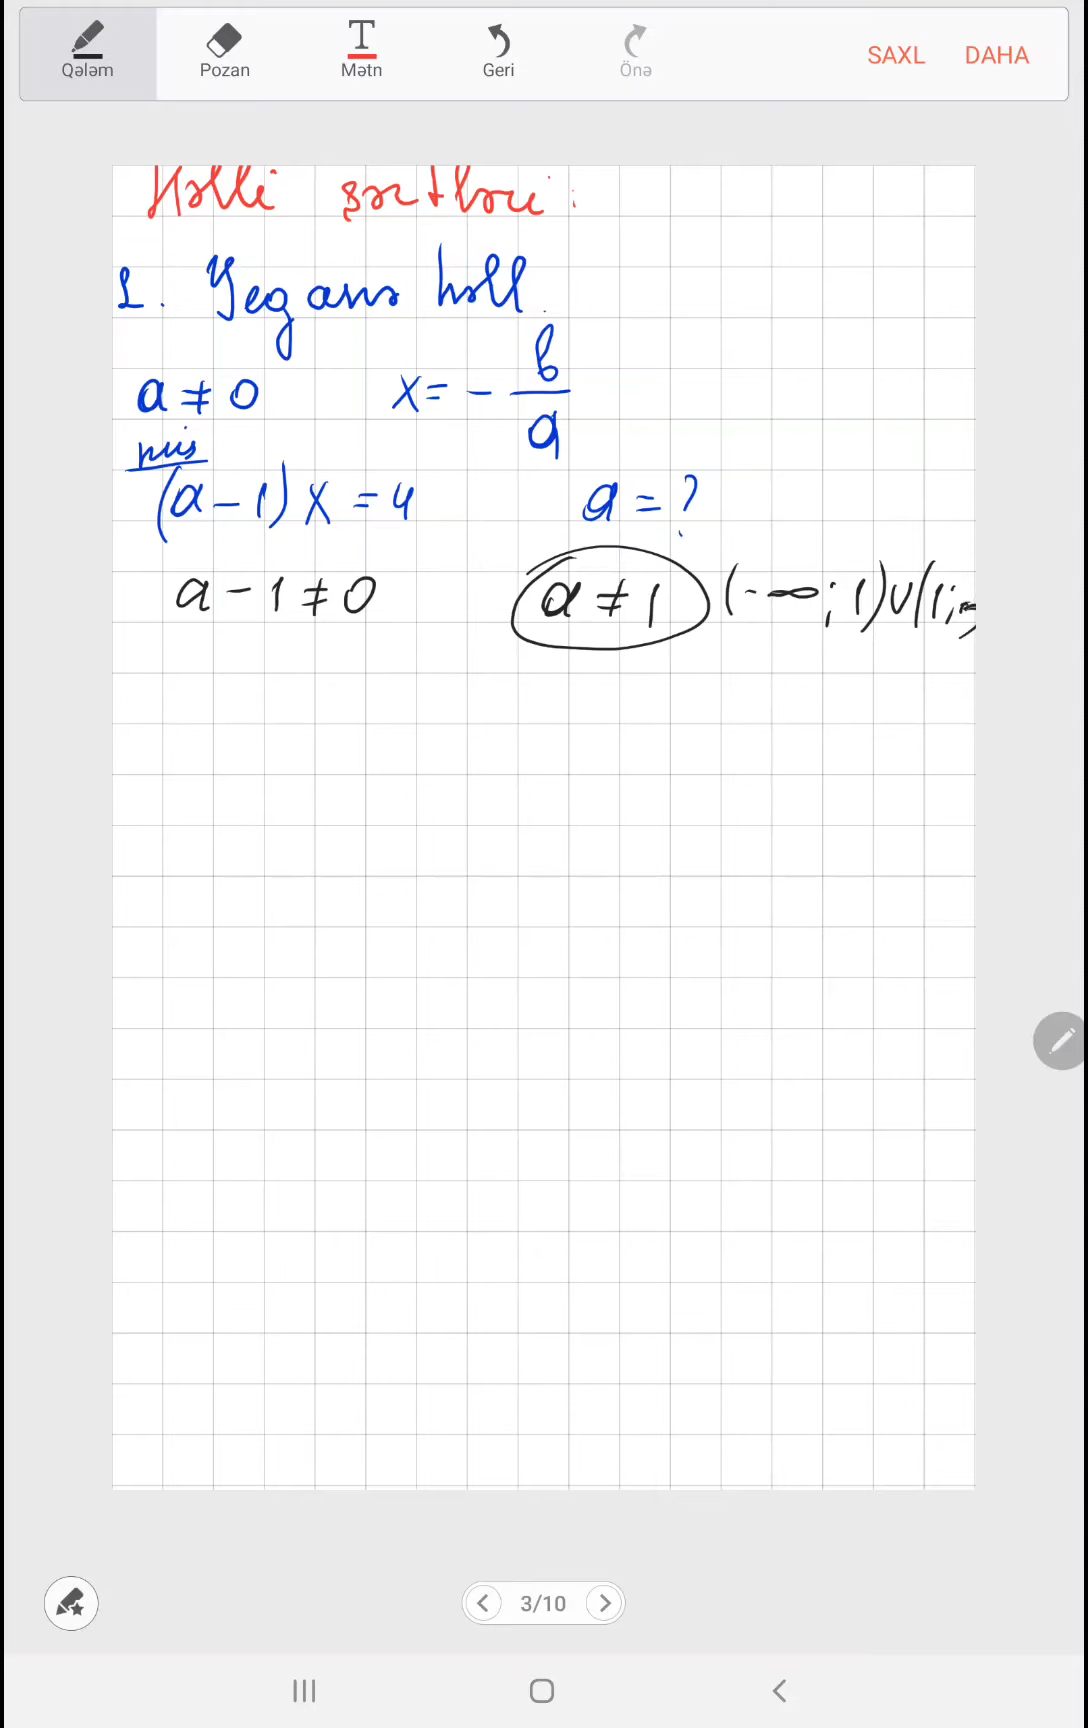 Qələm Pozan Mətn Geri Önə SAXL DAHA
Həlli şərtləri:
1. Yeganə həll.
a ≠ 0 x = - b/a
mis
(a-1)x = 4 a = ?
a - 1 ≠ 0 a ≠ 1 (-∞; 1)∪(1; ∞
3/10